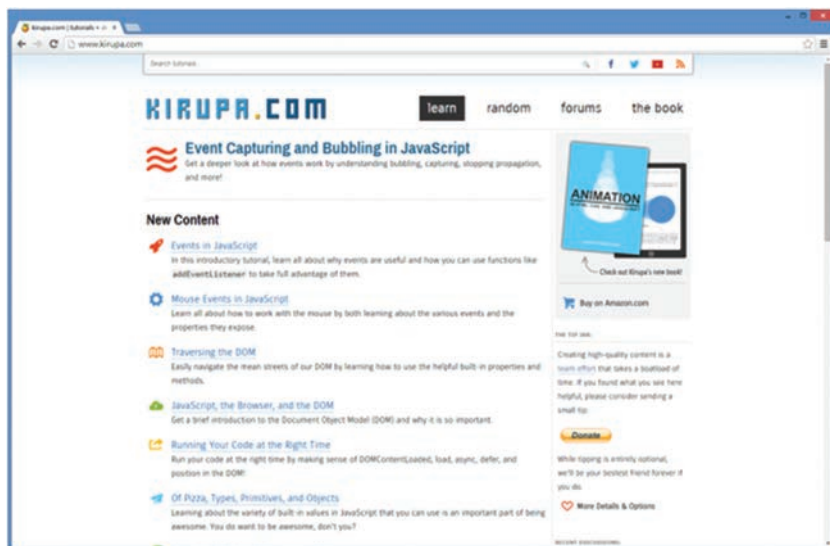 kirupa.com | tutorials +
www.kirupa.com
Search tutorials
KIRUPA.COM
learn random forums the book
Event Capturing and Bubbling in JavaScript
Get a deeper look at how events work by understanding bubbling, capturing, stopping propagation,
and more!
New Content
Events in JavaScript
In this introductory tutorial, learn all about why events are useful and how you can use functions like
addEventListener to take full advantage of them.
Mouse Events in JavaScript
Learn all about how to work with the mouse by both learning about the various events and the
properties they expose.
Traversing the DOM
Easily navigate the mean streets of our DOM by learning how to use the helpful built-in properties and
methods.
JavaScript, the Browser, and the DOM
Get a brief introduction to the Document Object Model (DOM) and why it is so important.
Running Your Code at the Right Time
Run your code at the right time by making sense of DOMContentLoaded, load, async, defer, and
position in the DOM!
Of Pizza, Types, Primitives, and Objects
Learning about the variety of built-in values in JavaScript that you can use is an important part of being
awesome. You do want to be awesome, don't you?
ANIMATION
Check out Kirupa's new book!
Buy on Amazon.com
THE TIP JAR:
Creating high-quality content is a
team effort that takes a boatload of
time. If you found what you see here
helpful, please consider sending a
small tip:
Donate
While tipping is entirely optional,
we'll be your bestest friend forever if
you do.
More Details & Options
RECENT DISCUSSIONS: